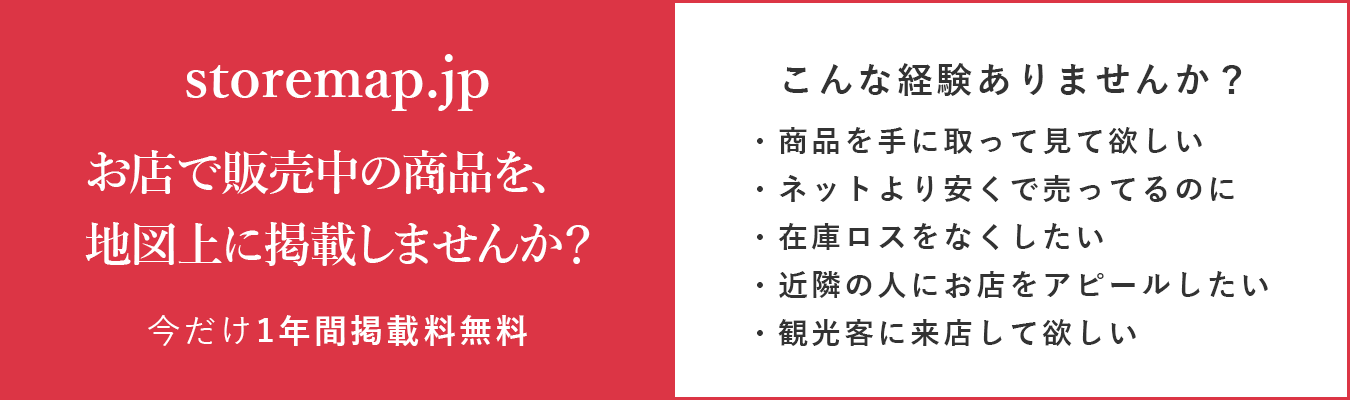 storemap.jp
お店で販売中の商品を、
地図上に掲載しませんか？
今だけ1年間掲載料無料
こんな経験ありませんか？
・商品を手に取って見て欲しい
・ネットより安くで売ってるのに
・在庫ロスをなくしたい
・近隣の人にお店をアピールしたい
・観光客に来店して欲しい